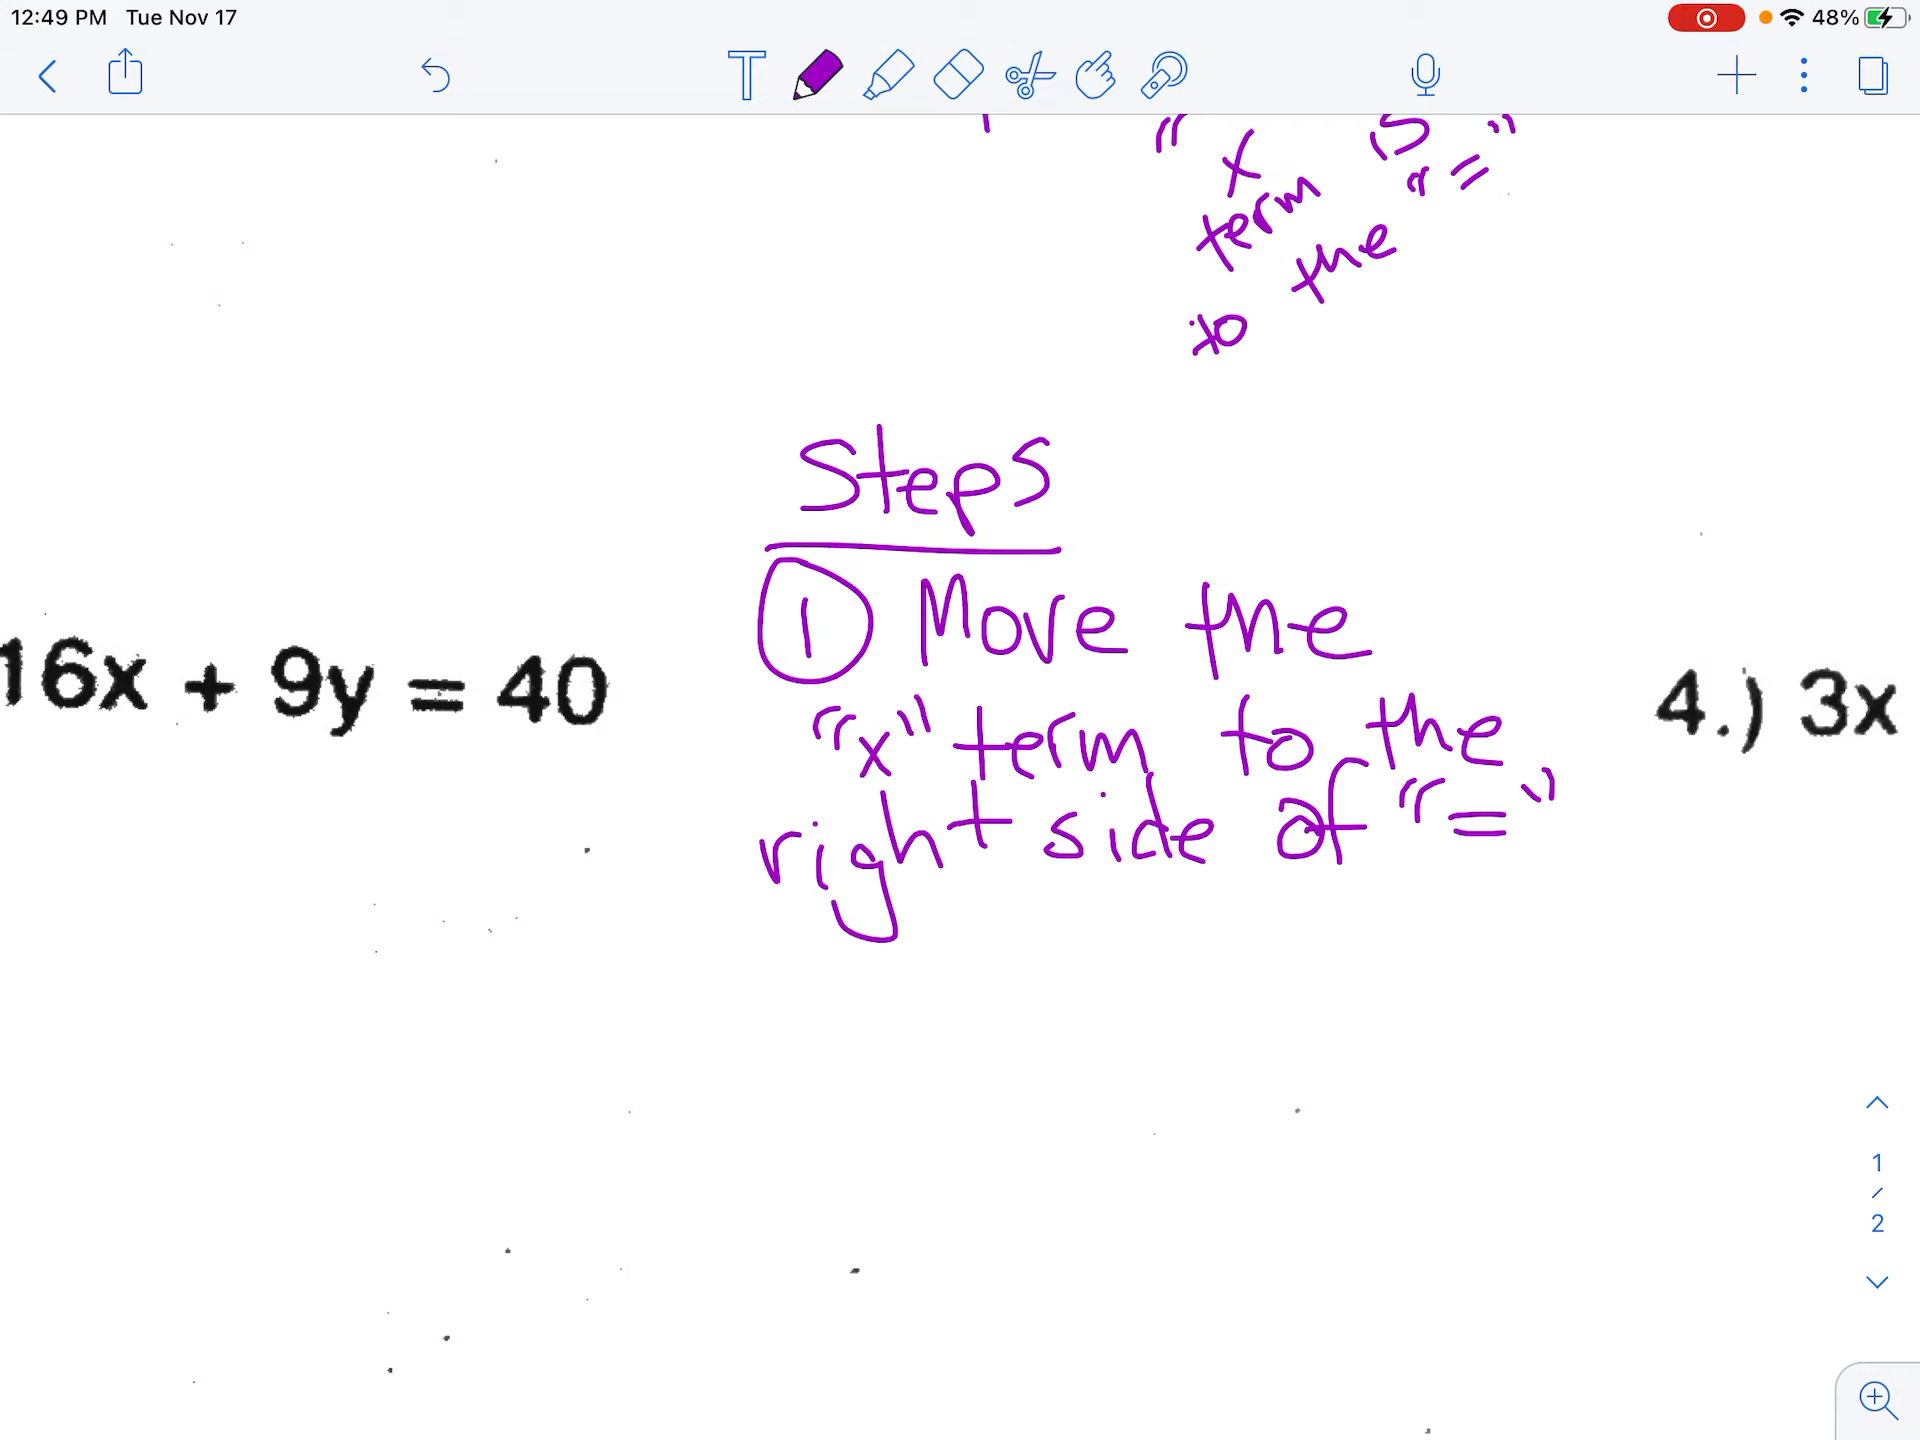 12:49 PM Tue Nov 17
48%
T
" x S "
term "="
to the
Steps
① Move the
"x" term to the
right side of "="
16x + 9y = 40
4.) 3x
1
/
2